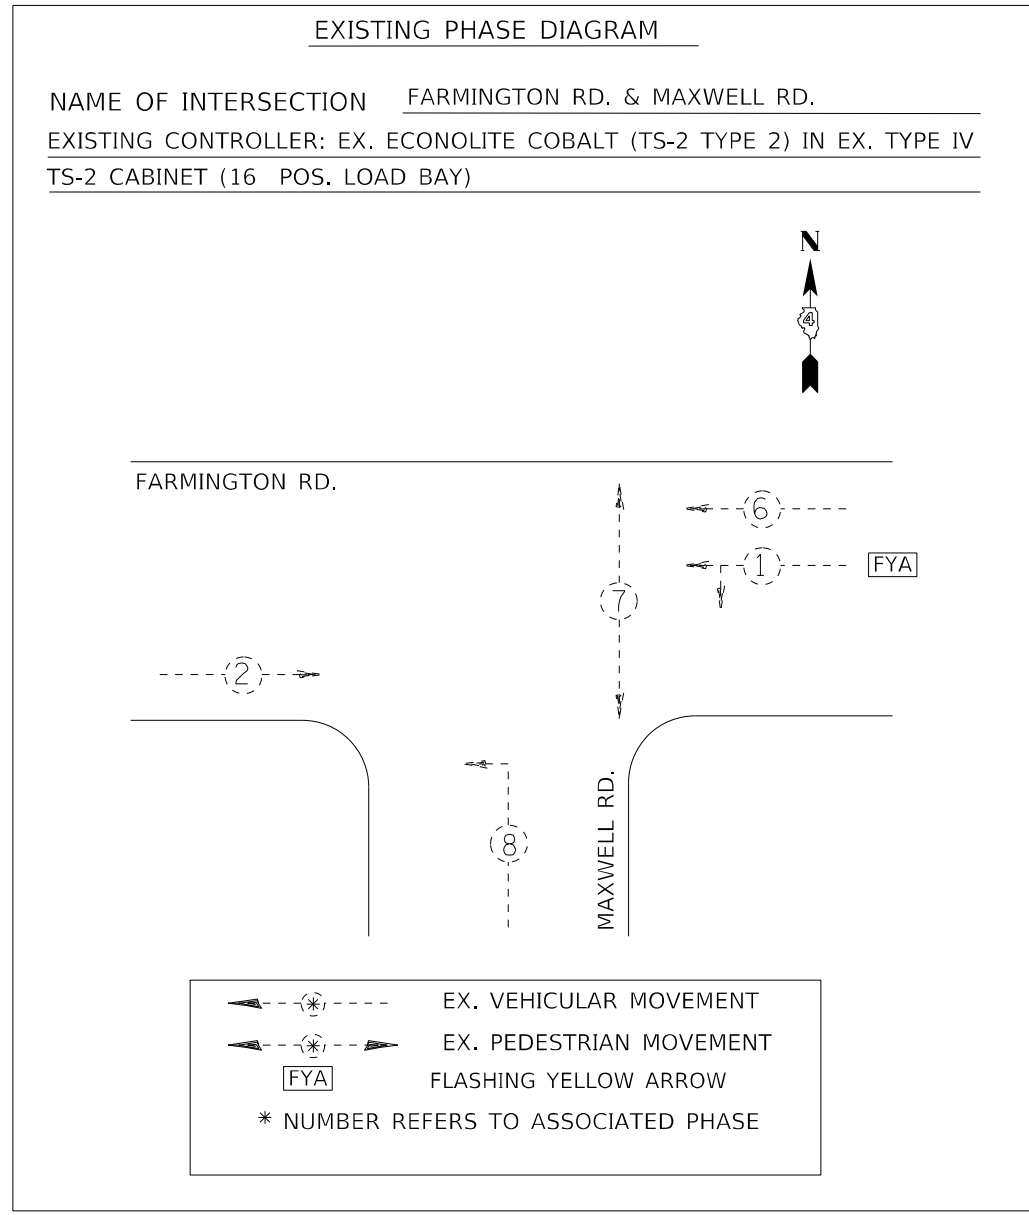 EXISTING PHASE DIAGRAM
NAME OF INTERSECTION FARMINGTON RD. & MAXWELL RD.
EXISTING CONTROLLER: EX. ECONOLITE COBALT (TS-2 TYPE 2) IN EX. TYPE IV
TS-2 CABINET (16 POS. LOAD BAY)
N
4
FARMINGTON RD.
6
1 FYA
7
2
8
MAXWELL RD.
* EX. VEHICULAR MOVEMENT
* EX. PEDESTRIAN MOVEMENT
FYA FLASHING YELLOW ARROW
* NUMBER REFERS TO ASSOCIATED PHASE